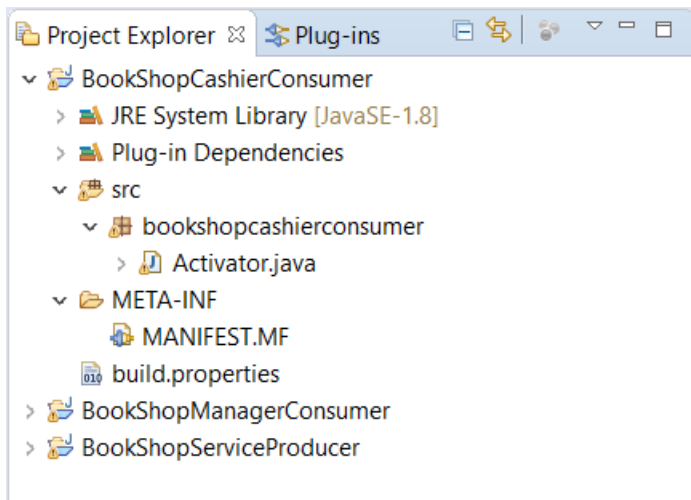 Project Explorer Plug-ins
BookShopCashierConsumer
JRE System Library [JavaSE-1.8]
Plug-in Dependencies
src
bookshopcashierconsumer
Activator.java
META-INF
MANIFEST.MF
build.properties
BookShopManagerConsumer
BookShopServiceProducer